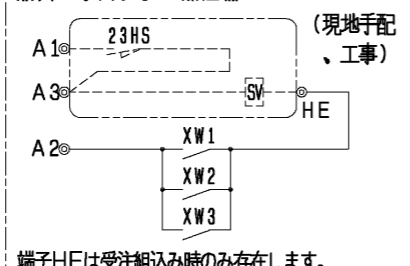 23HS
(現地手配
、工事)
A1
A3
SV
HE
A2
XW1
XW2
XW3
端子HEは受注組込み時のみ存在します。